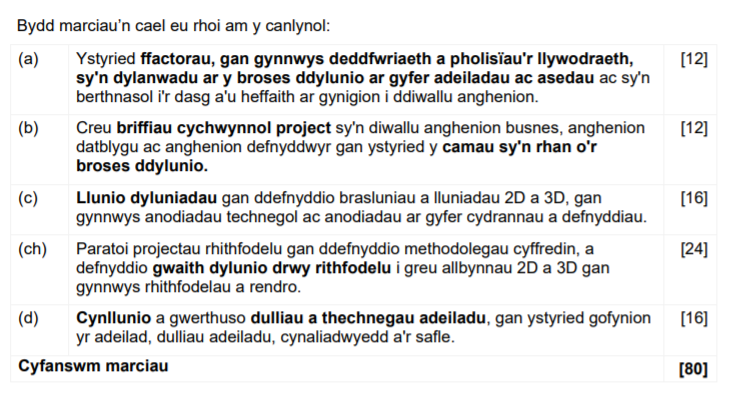 Bydd marciau'n cael eu rhoi am y canlynol:
(a) Ystyried ffactorau, gan gynnwys deddfwriaeth a pholisïau'r llywodraeth, [12]
sy'n dylanwadu ar y broses ddylunio ar gyfer adeiladau ac asedau ac sy'n
berthnasol i'r dasg a'u heffaith ar gynigion i ddiwallu anghenion.
(b) Creu briffiau cychwynnol project sy'n diwallu anghenion busnes, anghenion [12]
datblygu ac anghenion defnyddwyr gan ystyried y camau sy'n rhan o'r
broses ddylunio.
(c) Llunio dyluniadau gan ddefnyddio brasluniau a lluniadau 2D a 3D, gan [16]
gynnwys anodiadau technegol ac anodiadau ar gyfer cydrannau a defnyddiau.
(ch) Paratoi projectau rhithfodelu gan ddefnyddio methodolegau cyffredin, a [24]
defnyddio gwaith dylunio drwy rithfodelu i greu allbynnau 2D a 3D gan
gynnwys rhithfodelau a rendro.
(d) Cynllunio a gwerthuso dulliau a thechnegau adeiladu, gan ystyried gofynion [16]
yr adeilad, dulliau adeiladu, cynaliadwyedd a'r safle.
Cyfanswm marciau [80]